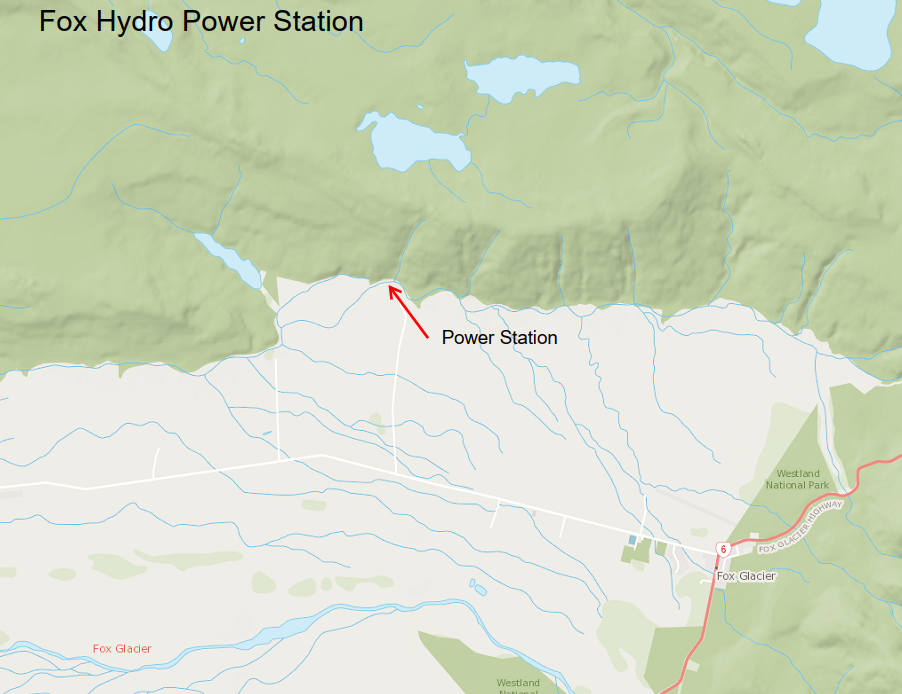 Fox Hydro Power Station
Power Station
Westland
National Park
FOX GLACIER HIGHWAY
6
Fox Glacier
Fox Glacier
Westland
National